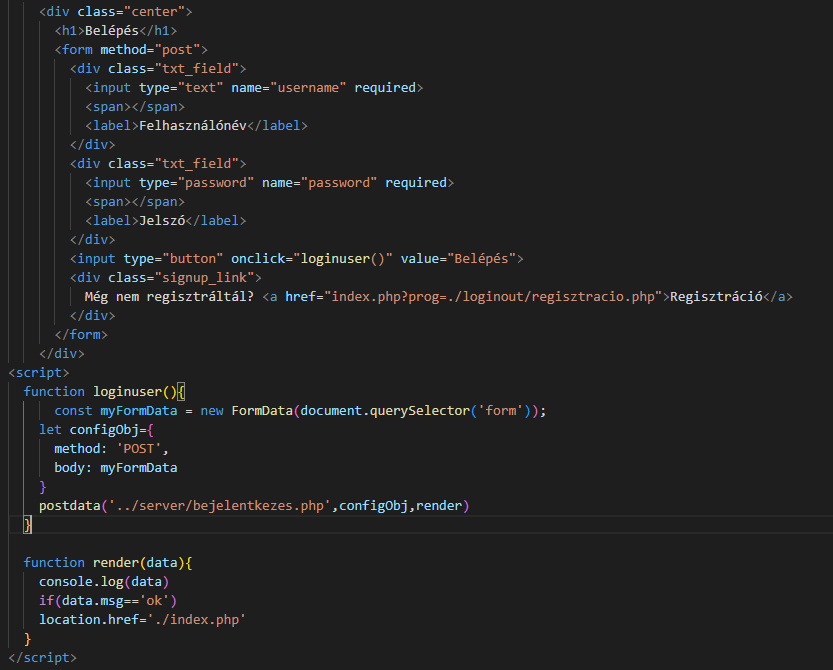 <div class="center">
<h1>Belépés</h1>
<form method="post">
<div class="txt_field">
<input type="text" name="username" required>
<span></span>
<label>Felhasználónév</label>
</div>
<div class="txt_field">
<input type="password" name="password" required>
<span></span>
<label>Jelszó</label>
</div>
<input type="button" onclick="loginuser()" value="Belépés">
<div class="signup_link">
Még nem regisztráltál? <a href="index.php?prog=./loginout/regisztracio.php">Regisztráció</a>
</div>
</form>
</div>
<script>
function loginuser(){
const myFormData = new FormData(document.querySelector('form'));
let configObj={
method: 'POST',
body: myFormData
}
postdata('../server/bejelentkezes.php',configObj,render)
}
function render(data){
console.log(data)
if(data.msg=='ok')
location.href='./index.php'
}
</script>